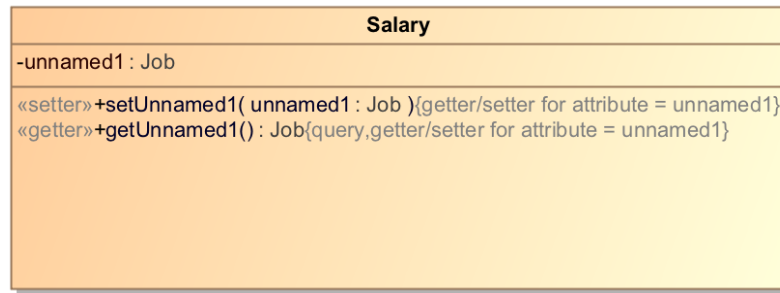 Salary
-unnamed1 : Job
«setter»+setUnnamed1( unnamed1 : Job ){getter/setter for attribute = unnamed1}
«getter»+getUnnamed1() : Job{query,getter/setter for attribute = unnamed1}